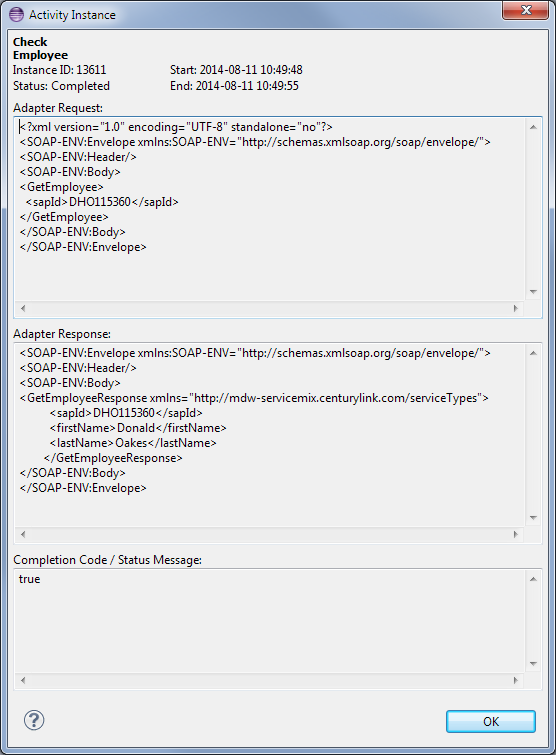 Activity Instance
Check
Employee
Instance ID: 13611 Start: 2014-08-11 10:49:48
Status: Completed End: 2014-08-11 10:49:55
Adapter Request:
<?xml version="1.0" encoding="UTF-8" standalone="no"?>
<SOAP-ENV:Envelope xmlns:SOAP-ENV="http://schemas.xmlsoap.org/soap/envelope/">
<SOAP-ENV:Header/>
<SOAP-ENV:Body>
<GetEmployee>
  <sapId>DHO115360</sapId>
</GetEmployee>
</SOAP-ENV:Body>
</SOAP-ENV:Envelope>
Adapter Response:
<SOAP-ENV:Envelope xmlns:SOAP-ENV="http://schemas.xmlsoap.org/soap/envelope/">
<SOAP-ENV:Header/>
<SOAP-ENV:Body>
<GetEmployeeResponse xmlns="http://mdw-servicemix.centurylink.com/serviceTypes">
          <sapId>DHO115360</sapId>
          <firstName>Donald</firstName>
          <lastName>Oakes</lastName>
        </GetEmployeeResponse>
</SOAP-ENV:Body>
</SOAP-ENV:Envelope>
Completion Code / Status Message:
true
?
OK